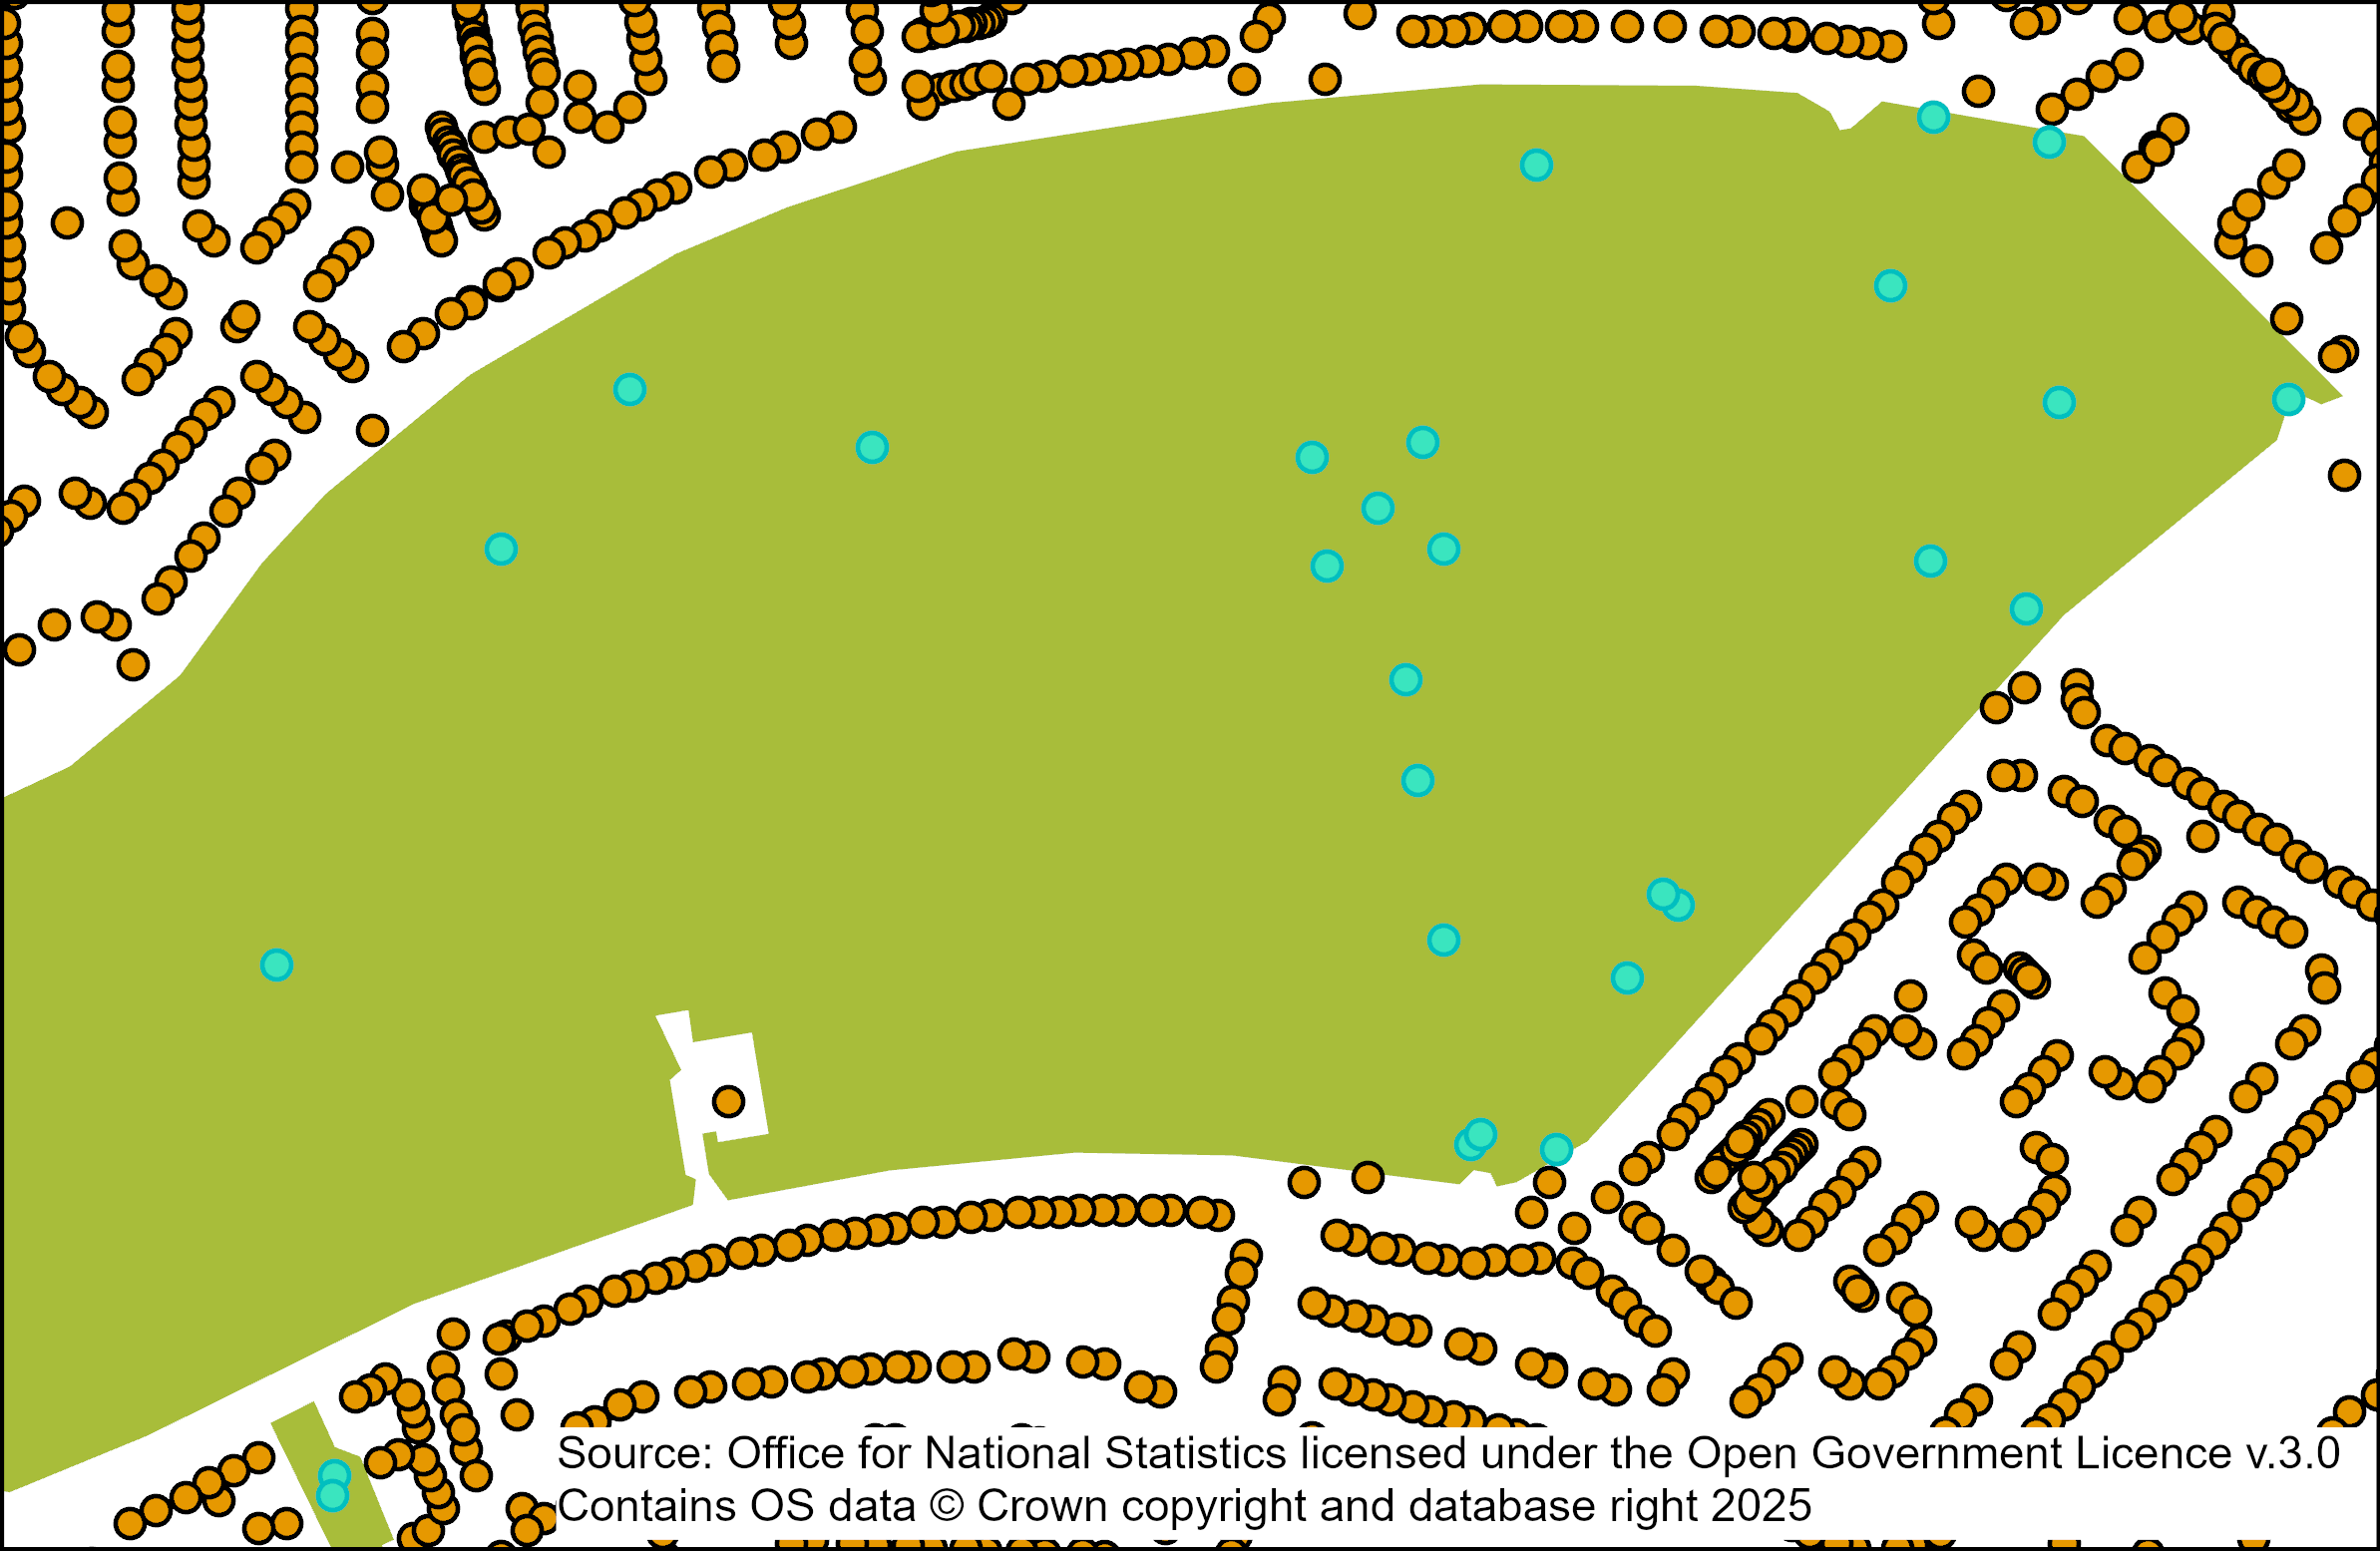 Source: Office for National Statistics licensed under the Open Government Licence v.3.0
Contains OS data © Crown copyright and database right 2025